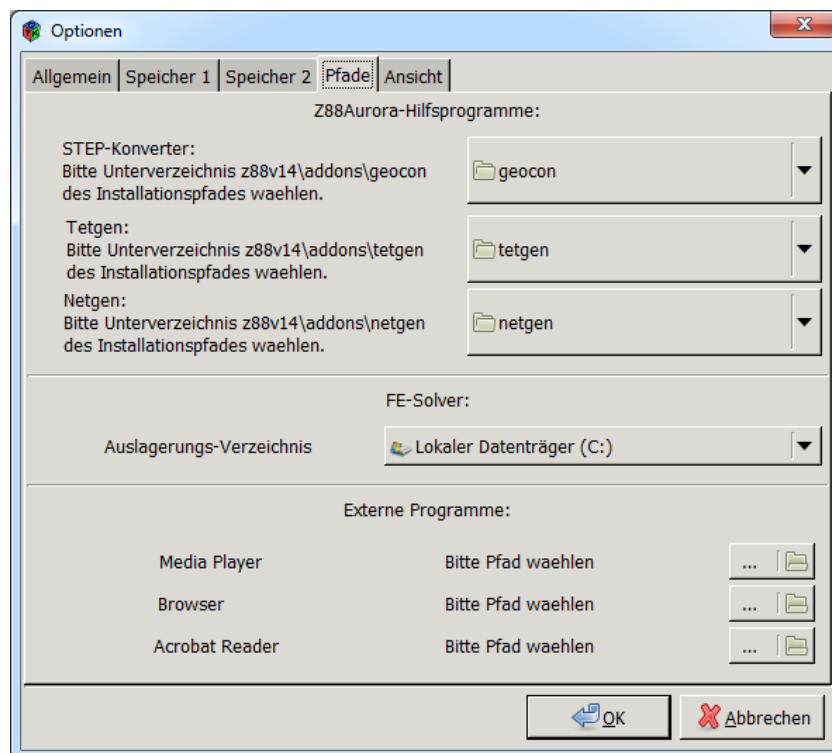 Optionen
Allgemein Speicher 1 Speicher 2 Pfade Ansicht
Z88Aurora-Hilfsprogramme:
STEP-Konverter:
Bitte Unterverzeichnis z88v14\addons\geocon
des Installationspfades waehlen.
geocon
Tetgen:
Bitte Unterverzeichnis z88v14\addons\tetgen
des Installationspfades waehlen.
tetgen
Netgen:
Bitte Unterverzeichnis z88v14\addons\netgen
des Installationspfades waehlen.
netgen
FE-Solver:
Auslagerungs-Verzeichnis Lokaler Datenträger (C:)
Externe Programme:
Media Player Bitte Pfad waehlen ...
Browser Bitte Pfad waehlen ...
Acrobat Reader Bitte Pfad waehlen ...
OK Abbrechen